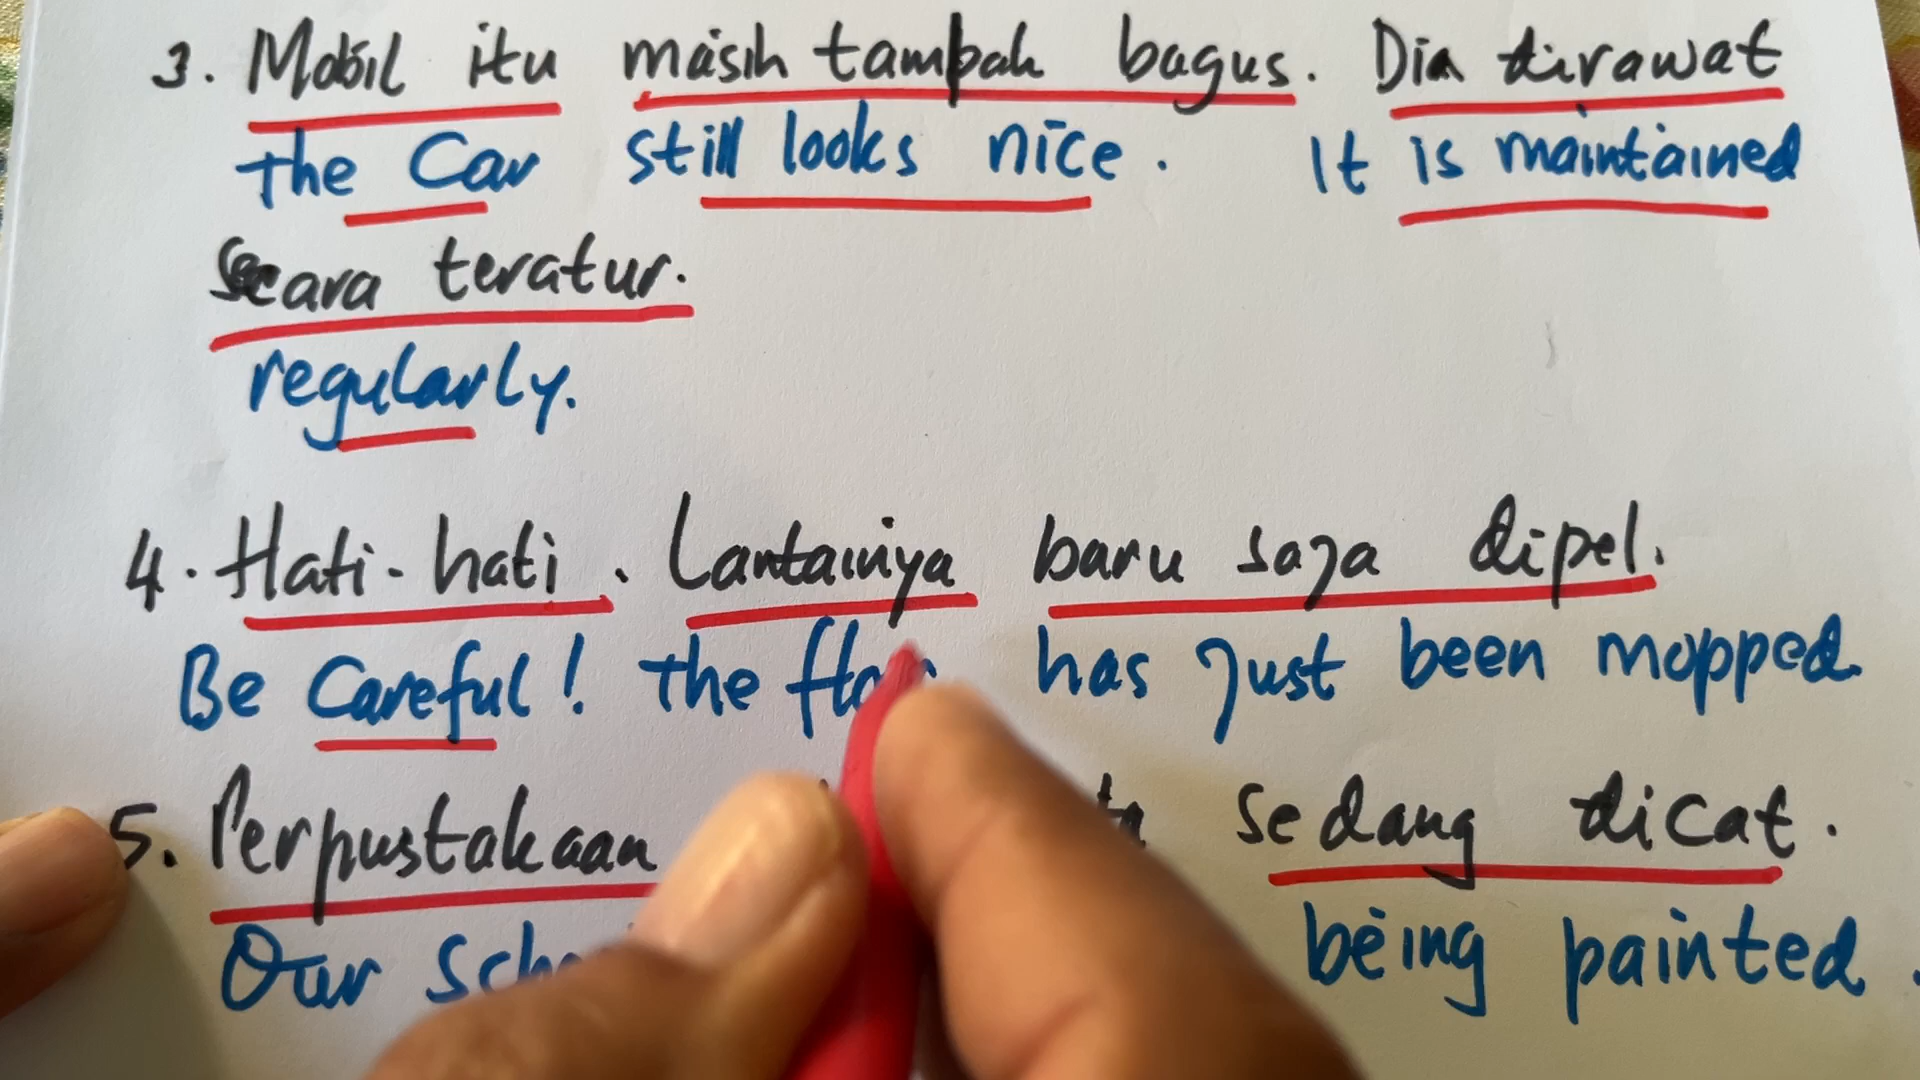 3. Mobil itu masih tampak bagus. Dia dirawat
the Car still looks nice. It is maintained
secara teratur.
regularly.
4. Hati-hati. Lantainya baru saja dipel.
Be Careful! the has just been mopped
5. Perpustakaan sedang dicat.
Our being painted.